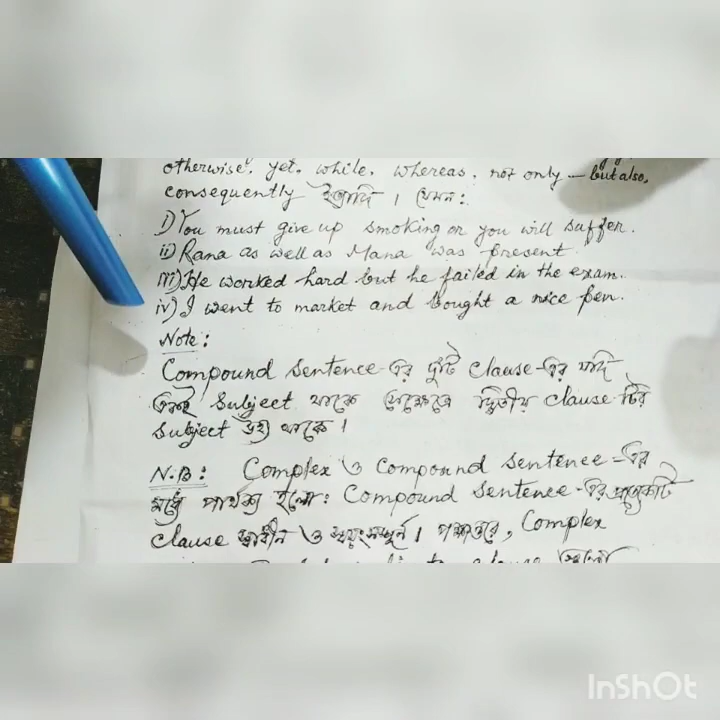 otherwise, yet, while, whereas, not only – but also,
consequently ইত্যাদি । যেমন:
i) You must give up smoking or you will suffer.
ii) Rana as well as Mana was present.
iii) He worked hard but he failed in the exam.
iv) I went to market and bought a nice pen.
Note:
Compound sentence-এর দুটি clause-এর যদি
একই Subject থাকে সেক্ষেত্রে দ্বিতীয় clause টির
Subject উহ্য থাকে ।
N.B: Complex ও Compound sentence-এর
মধ্যে পার্থক্য হলো: Compound sentence-এর প্রত্যেকটি
clause স্বাধীন ও স্বয়ংসম্পূর্ন । পক্ষান্তরে, Complex
InShOt